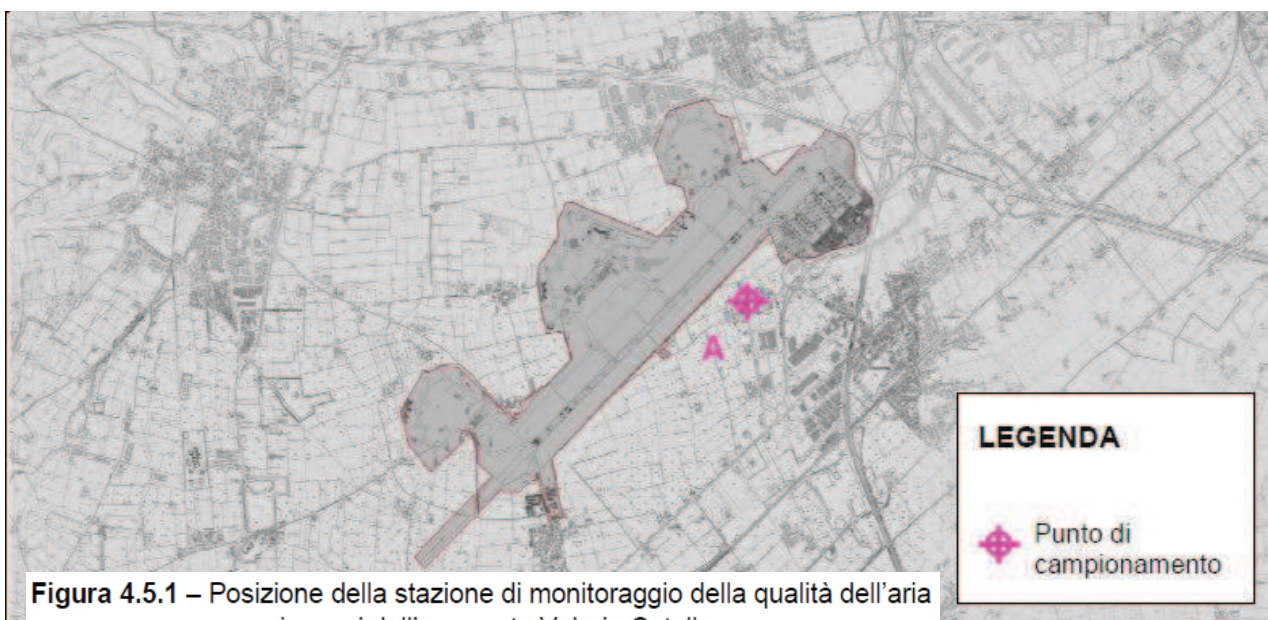 A
LEGENDA
Punto di
campionamento
Figura 4.5.1 – Posizione della stazione di monitoraggio della qualità dell'aria